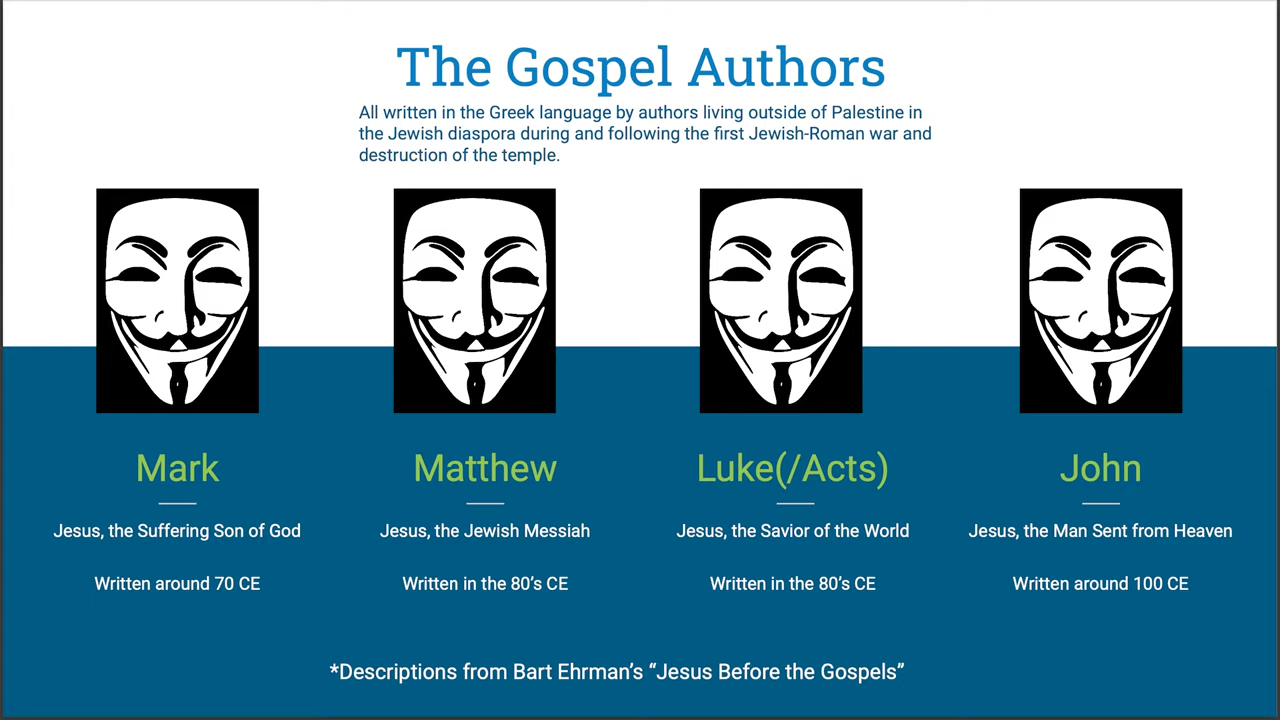 The Gospel Authors
All written in the Greek language by authors living outside of Palestine in
the Jewish diaspora during and following the first Jewish-Roman war and
destruction of the temple.
Mark
Jesus, the Suffering Son of God
Written around 70 CE
Matthew
Jesus, the Jewish Messiah
Written in the 80’s CE
Luke(/Acts)
Jesus, the Savior of the World
Written in the 80’s CE
John
Jesus, the Man Sent from Heaven
Written around 100 CE
*Descriptions from Bart Ehrman’s “Jesus Before the Gospels”